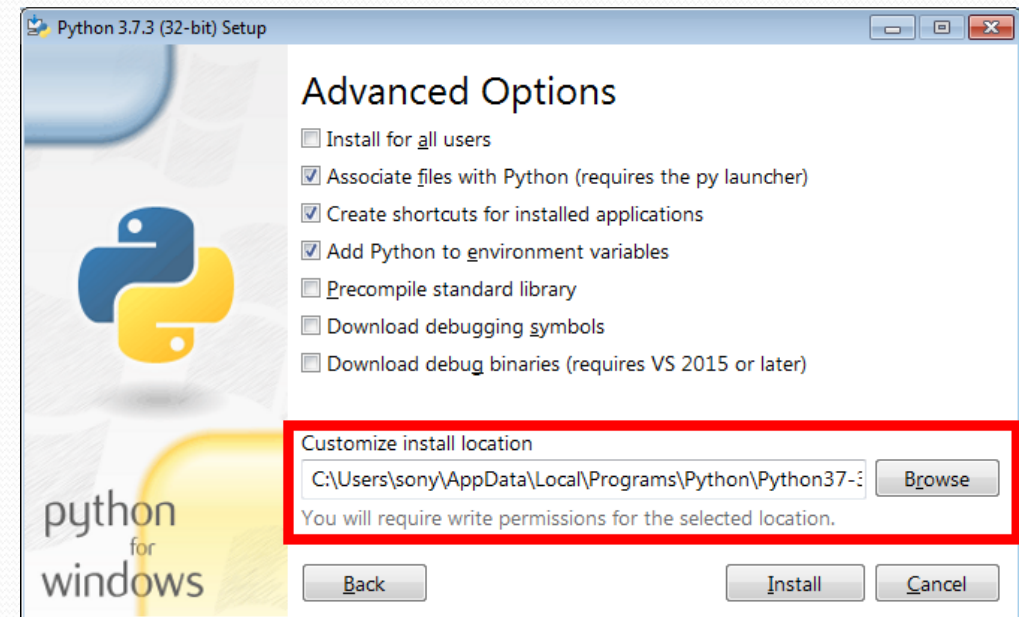 Python 3.7.3 (32-bit) Setup
Advanced Options
Install for all users
Associate files with Python (requires the py launcher)
Create shortcuts for installed applications
Add Python to environment variables
Precompile standard library
Download debugging symbols
Download debug binaries (requires VS 2015 or later)
Customize install location
C:\Users\sony\AppData\Local\Programs\Python\Python37-3
Browse
You will require write permissions for the selected location.
python
for
windows
Back
Install
Cancel